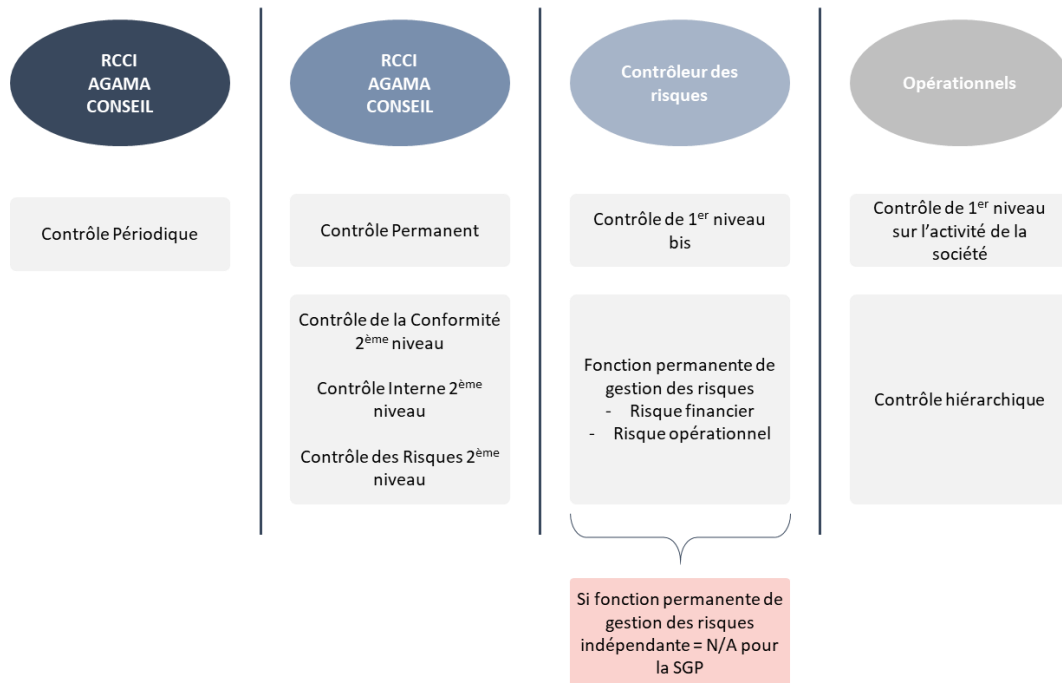 RCCI
AGAMA
CONSEIL
RCCI
AGAMA
CONSEIL
Contrôleur des
risques
Opérationnels
Contrôle Périodique
Contrôle Permanent
Contrôle de 1er niveau
bis
Contrôle de 1er niveau
sur l'activité de la
société
Contrôle de la Conformité
2ème niveau
Contrôle Interne 2ème
niveau
Contrôle des Risques 2ème
niveau
Fonction permanente de
gestion des risques
- Risque financier
- Risque opérationnel
Contrôle hiérarchique
Si fonction permanente de
gestion des risques
indépendante = N/A pour
la SGP